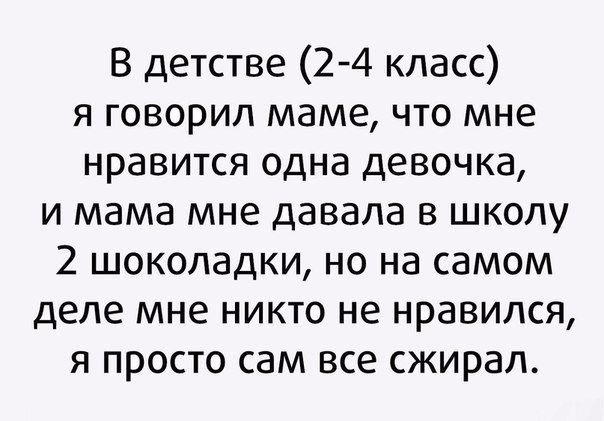 В детстве (2-4 класс)
я говорил маме, что мне
нравится одна девочка,
и мама мне давала в школу
2 шоколадки, но на самом
деле мне никто не нравился,
я просто сам все сжирал.